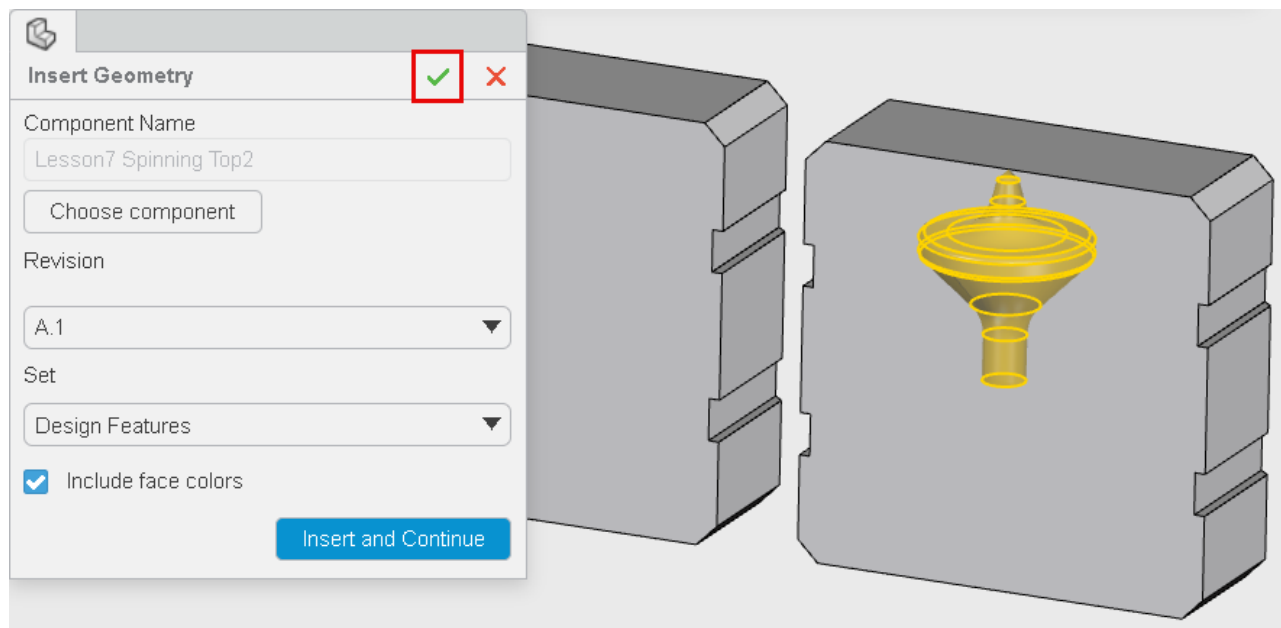 Insert Geometry
Component Name
Lesson7 Spinning Top2
Choose component
Revision
A.1
Set
Design Features
Include face colors
Insert and Continue